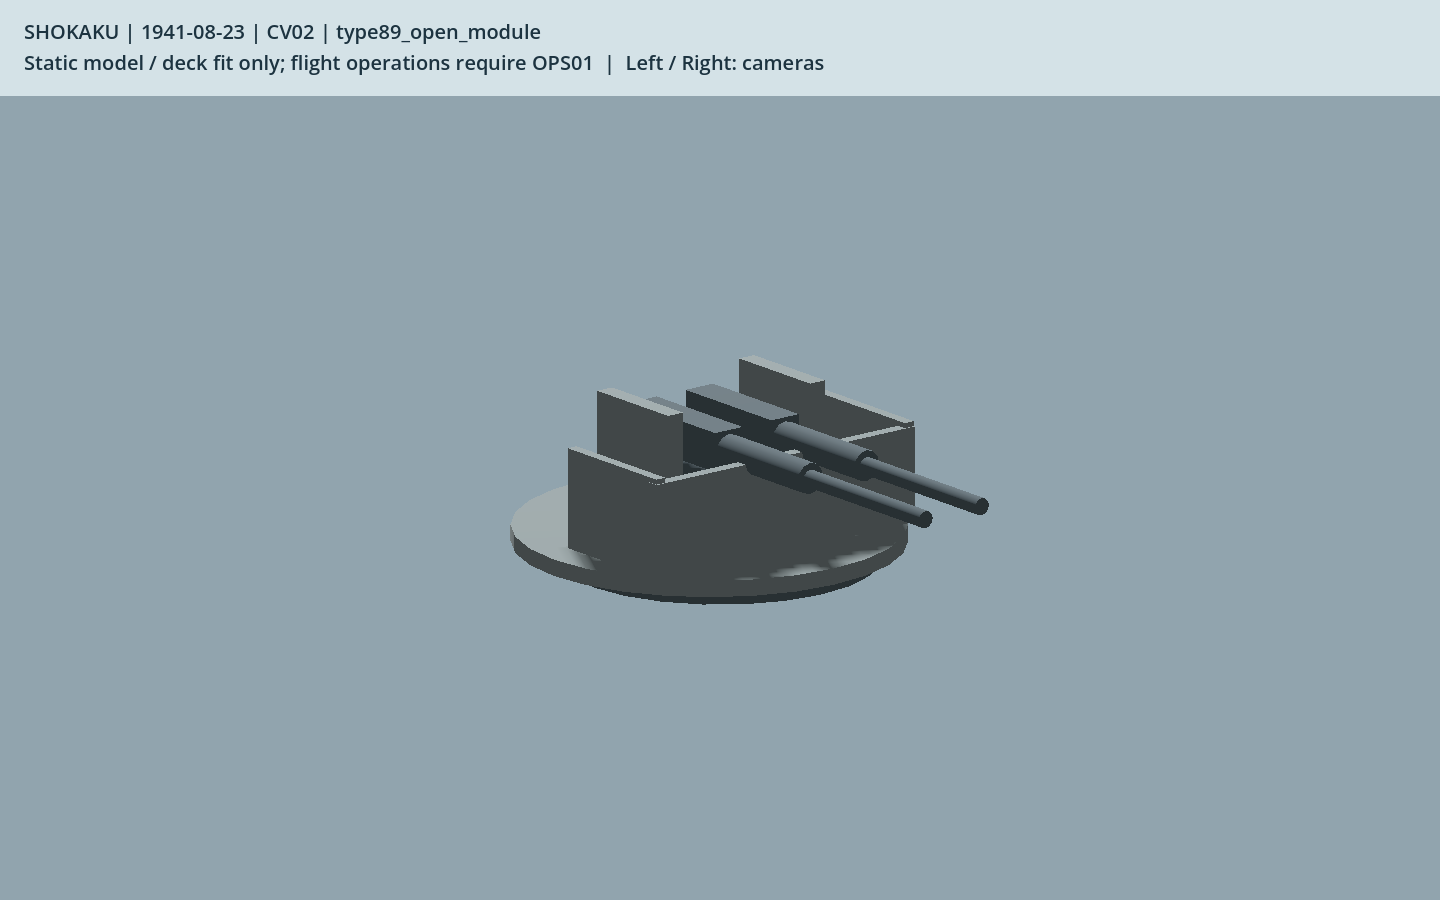 SHOKAKU | 1941-08-23 | CV02 | type89_open_module
Static model / deck fit only; flight operations require OPS01 | Left / Right: cameras